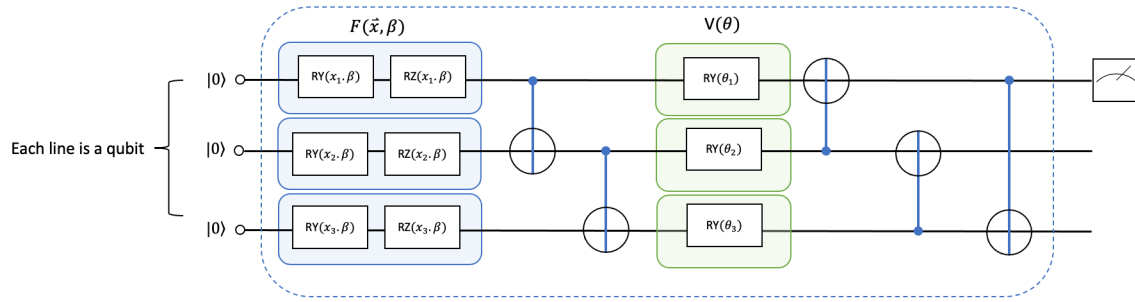 F(x⃗, β) V(θ)
|0⟩ RY(x₁. β) RZ(x₁. β) RY(θ₁)
Each line is a qubit |0⟩ RY(x₂. β) RZ(x₂. β) RY(θ₂)
|0⟩ RY(x₃. β) RZ(x₃. β) RY(θ₃)